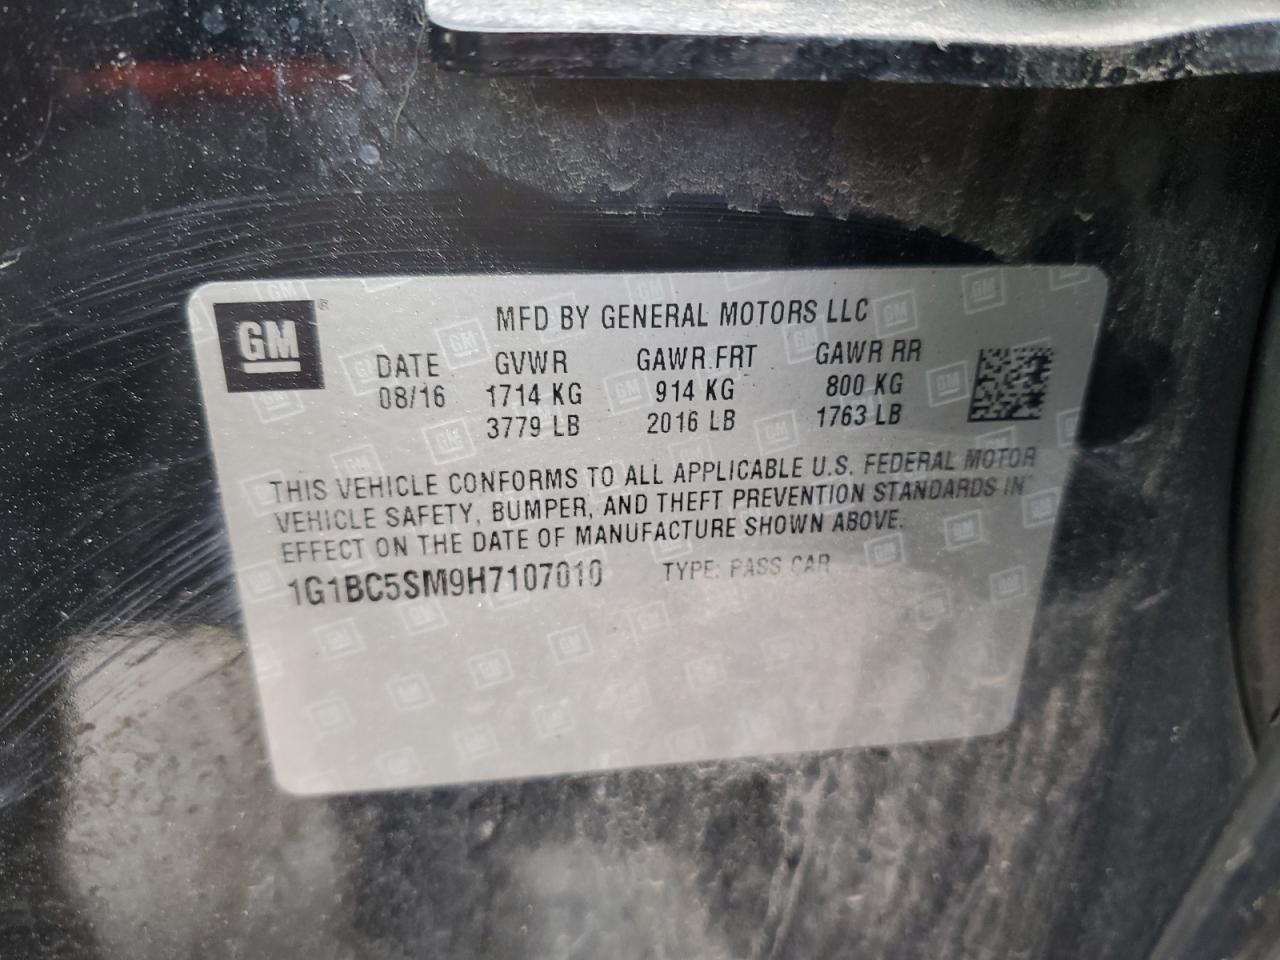 GM
MFD BY GENERAL MOTORS LLC
DATE GVWR GAWR FRT GAWR RR
08/16 1714 KG 914 KG 800 KG
3779 LB 2016 LB 1763 LB
THIS VEHICLE CONFORMS TO ALL APPLICABLE U.S. FEDERAL MOTOR
VEHICLE SAFETY, BUMPER, AND THEFT PREVENTION STANDARDS IN
EFFECT ON THE DATE OF MANUFACTURE SHOWN ABOVE.
1G1BC5SM9H7107010 TYPE: PASS CAR